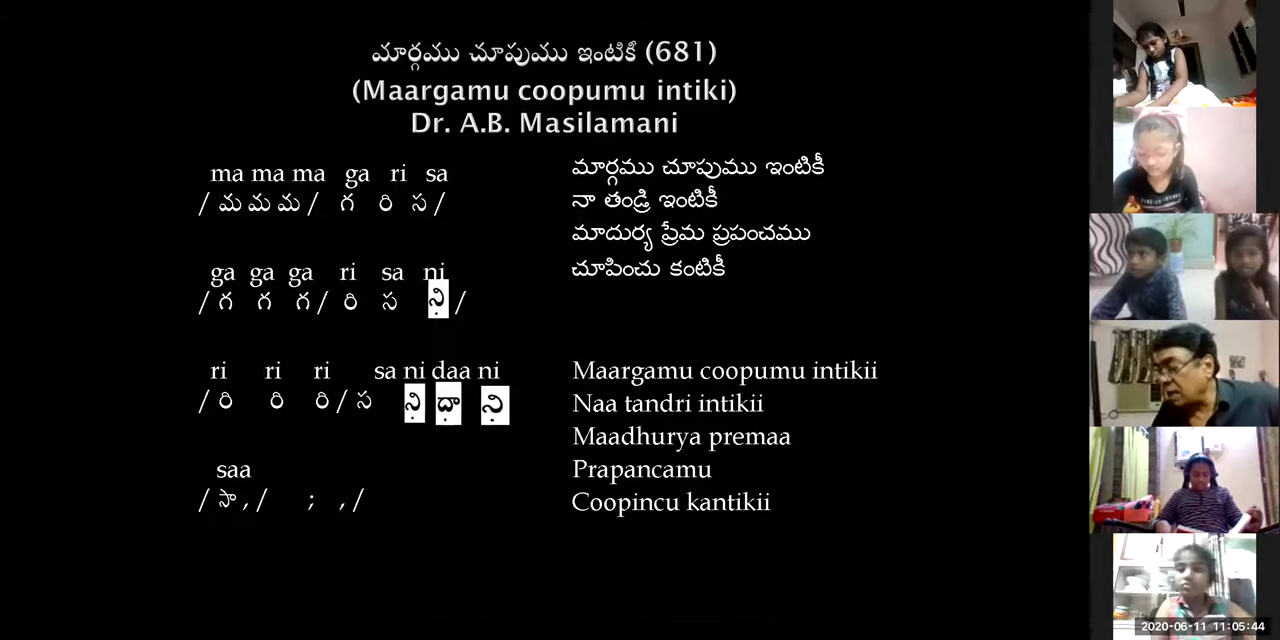 మార్గము చూపుము ఇంటికి (681)
(Maargamu coopumu intiki)
Dr. A.B. Masilamani
ma ma ma ga ri sa
/ మ మ మ / గ రి స /
ga ga ga ri sa ni
/ గ గ గ / రి స ని /
ri ri ri sa ni daa ni
/ రి రి రి / స ని దా ని
saa
/ సా , / ; , /
మార్గము చూపుము ఇంటికీ
నా తండ్రి ఇంటికీ
మాదుర్య ప్రేమ ప్రపంచము
చూపించు కంటికీ
Maargamu coopumu intikii
Naa tandri intikii
Maadhurya premaa
Prapancamu
Coopincu kantikii
2020-06-11 11:05:44